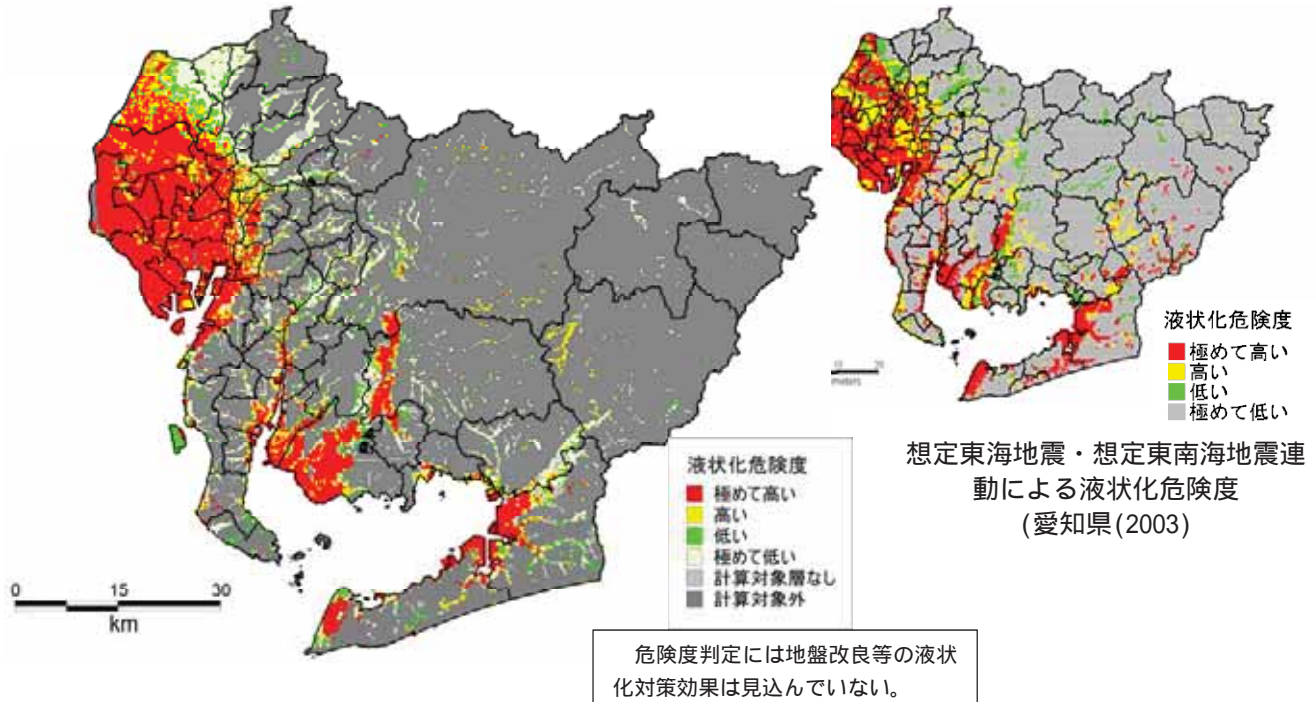 液状化危険度
極めて高い
高い
低い
極めて低い
計算対象層なし
計算対象外
0 15 30
km
危険度判定には地盤改良等の液状
化対策効果は見込んでいない。
液状化危険度
極めて高い
高い
低い
極めて低い
想定東海地震・想定東南海地震連
動による液状化危険度
(愛知県(2003)